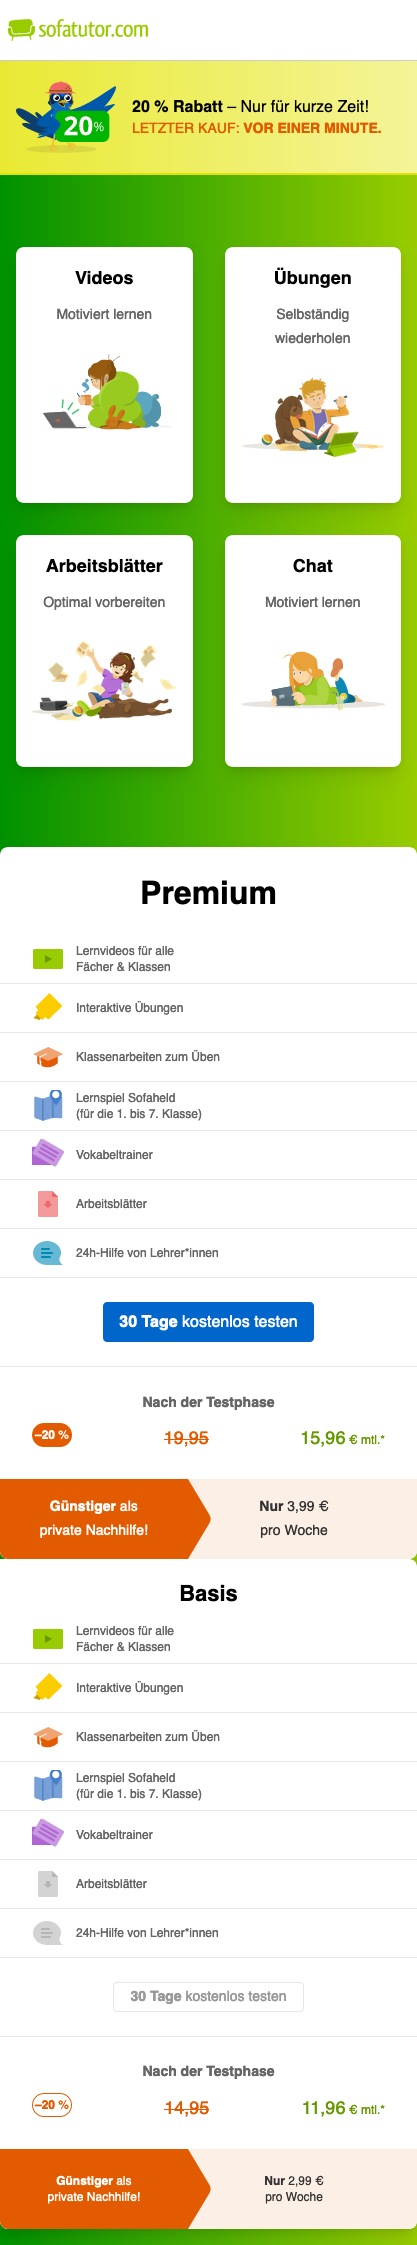 sofatutor.com
20 % Rabatt – Nur für kurze Zeit!
LETZTER KAUF: VOR EINER MINUTE.
20%
Videos
Motiviert lernen
Übungen
Selbständig
wiederholen
Arbeitsblätter
Optimal vorbereiten
Chat
Motiviert lernen
Premium
Lernvideos für alle
Fächer & Klassen
Interaktive Übungen
Klassenarbeiten zum Üben
Lernspiel Sofaheld
(für die 1. bis 7. Klasse)
Vokabeltrainer
Arbeitsblätter
24h-Hilfe von Lehrer*innen
30 Tage kostenlos testen
Nach der Testphase
–20 % 19,95 15,96 € mtl.*
Günstiger als
private Nachhilfe!
Nur 3,99 €
pro Woche
Basis
Lernvideos für alle
Fächer & Klassen
Interaktive Übungen
Klassenarbeiten zum Üben
Lernspiel Sofaheld
(für die 1. bis 7. Klasse)
Vokabeltrainer
Arbeitsblätter
24h-Hilfe von Lehrer*innen
30 Tage kostenlos testen
Nach der Testphase
–20 % 14,95 11,96 € mtl.*
Günstiger als
private Nachhilfe!
Nur 2,99 €
pro Woche